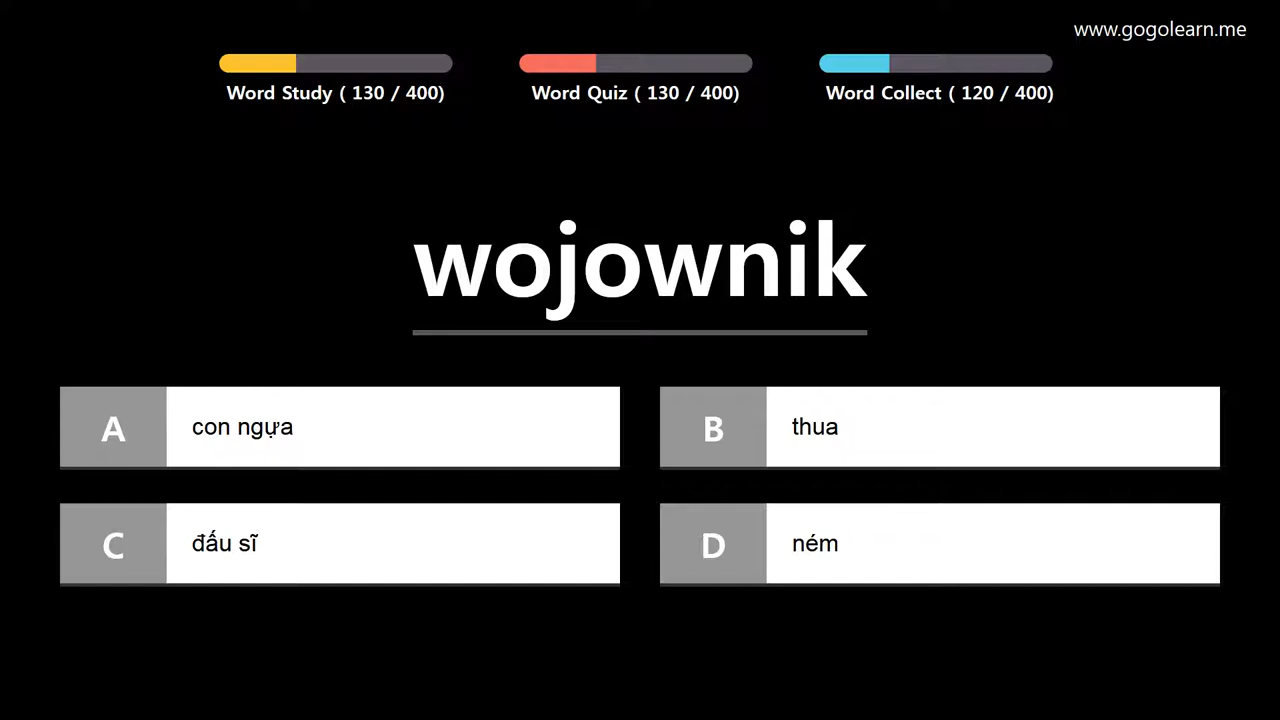 www.gogolearn.me
Word Study ( 130 / 400)
Word Quiz ( 130 / 400)
Word Collect ( 120 / 400)
wojownik
A con ngựa
B thua
C đấu sĩ
D ném